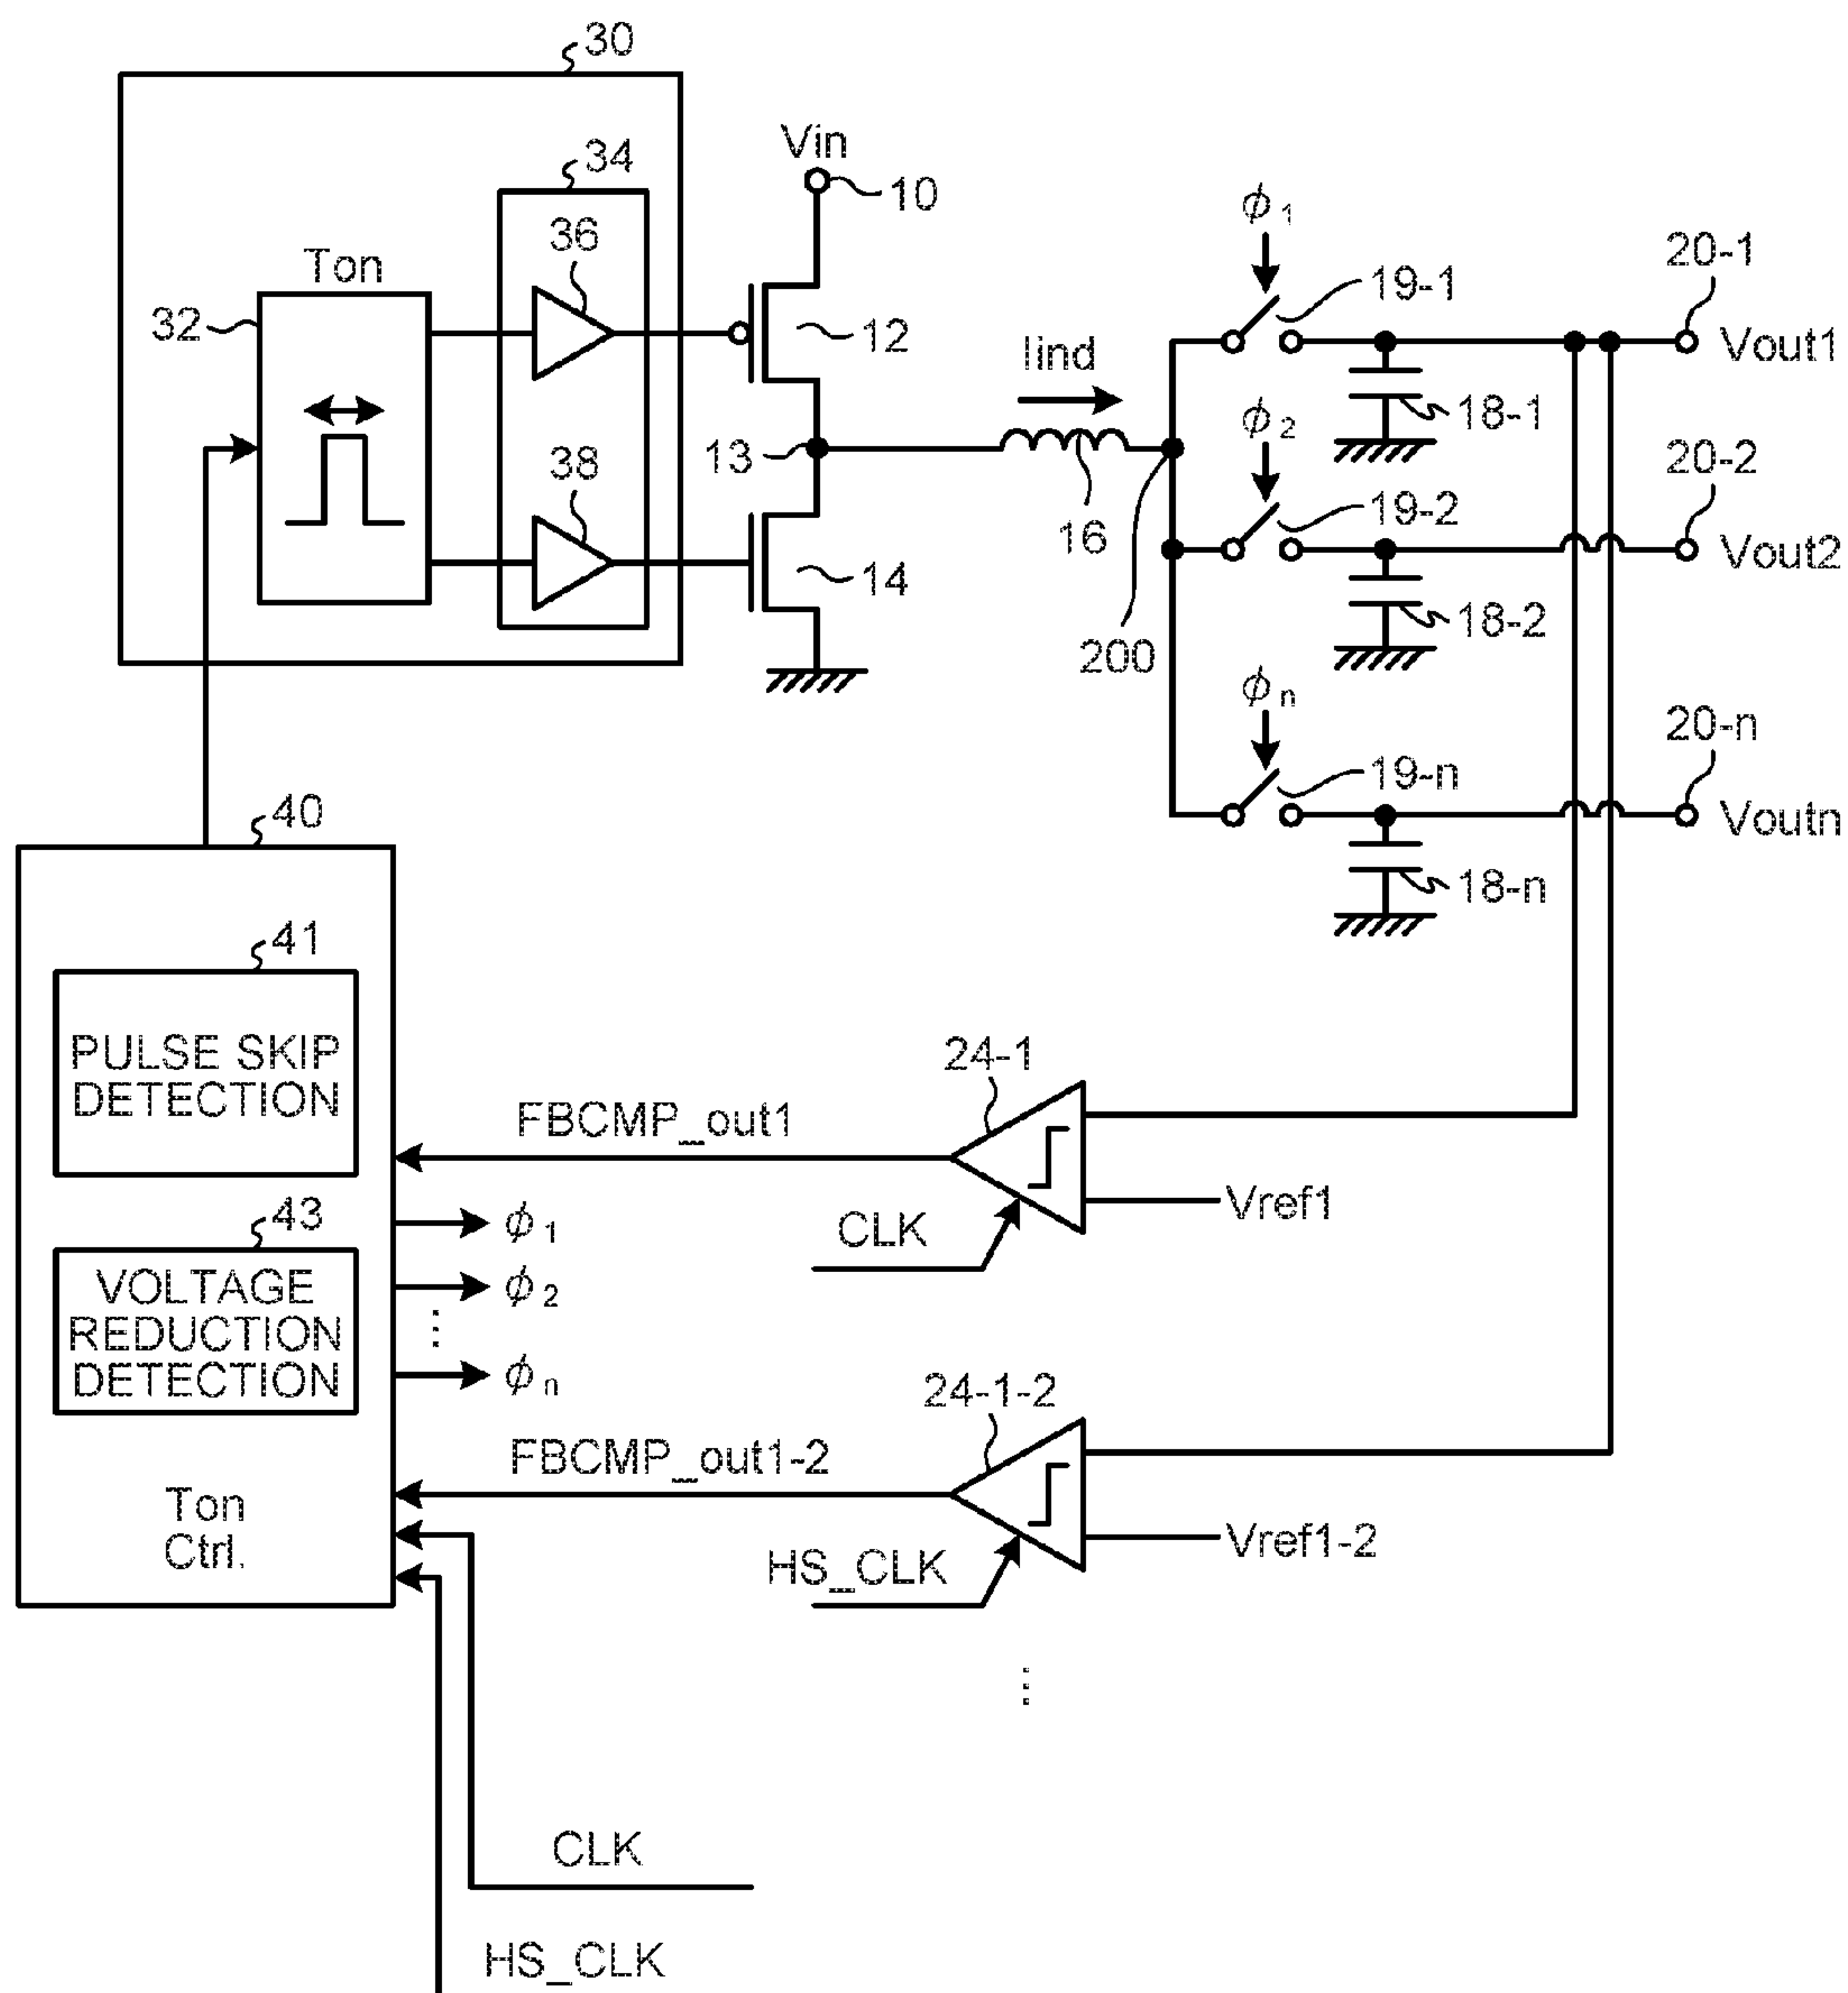 30
34
Vin
10
36
Ton
32
12
38
13
14
Iind
16
200
ϕ1
19-1
20-1
Vout1
18-1
ϕ2
19-2
20-2
Vout2
18-2
ϕn
19-n
20-n
Voutn
18-n
40
41
PULSE SKIP
DETECTION
43
VOLTAGE
REDUCTION
DETECTION
Ton
Ctrl.
FBCMP_out1
24-1
Vref1
CLK
ϕ1
ϕ2
⋮
ϕn
FBCMP_out1-2
24-1-2
Vref1-2
HS_CLK
⋮
CLK
HS_CLK